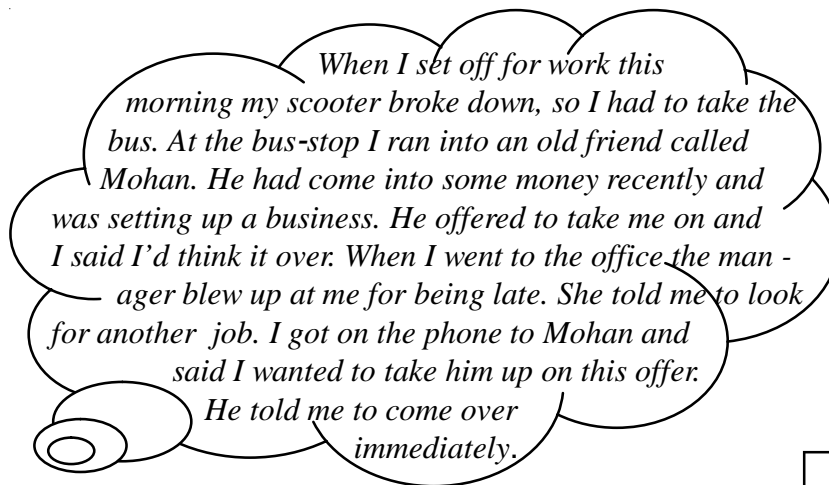 When I set off for work this
morning my scooter broke down, so I had to take the
bus. At the bus-stop I ran into an old friend called
Mohan. He had come into some money recently and
was setting up a business. He offered to take me on and
I said I’d think it over. When I went to the office the man -
ager blew up at me for being late. She told me to look
for another job. I got on the phone to Mohan and
said I wanted to take him up on this offer.
He told me to come over
immediately.